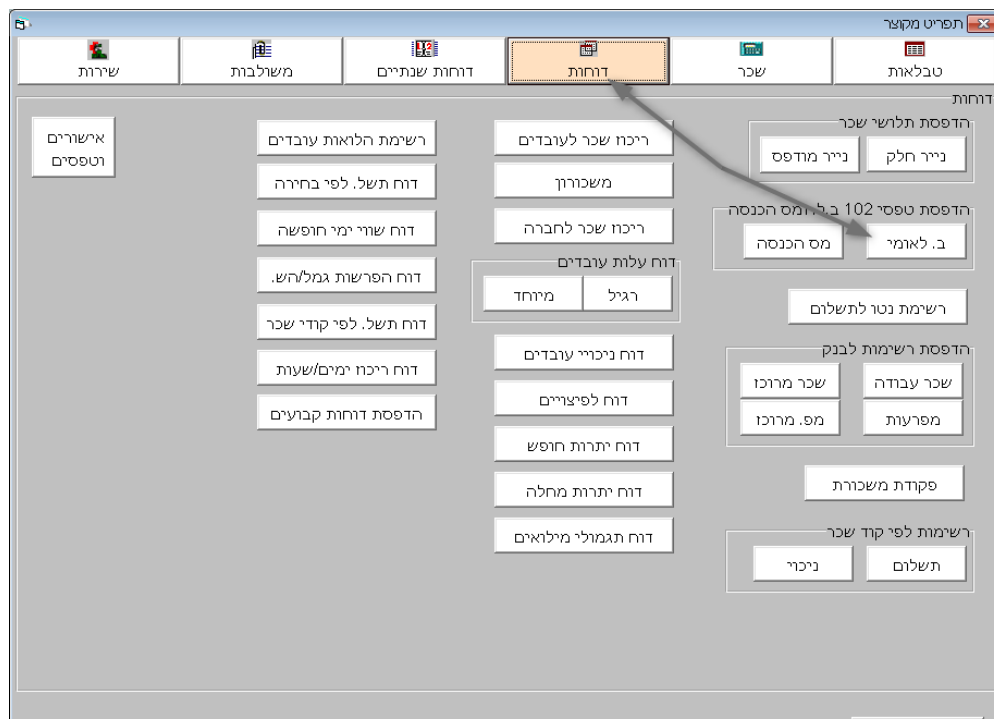 תפריט מקוצר
טבלאות
שכר
דוחות
דוחות שנתיים
משולבות
שירות
דוחות
הדפסת תלושי שכר
נייר חלק
נייר מודפס
הדפסת טפסי 102 ב.ל. ומס הכנסה
ב. לאומי
מס הכנסה
רשימת נטו לתשלום
הדפסת רשימות לבנק
שכר עבודה
שכר מרוכז
מפרעות
מפ. מרוכז
פקודת משכורת
רשימות לפי קוד שכר
תשלום
ניכוי
ריכוז שכר לעובדים
משכורון
ריכוז שכר לחברה
דוח עלות עובדים
רגיל
מיוחד
דוח ניכויי עובדים
דוח לפיצויים
דוח יתרות חופש
דוח יתרות מחלה
דוח תגמולי מילואים
רשימת הלוואות עובדים
דוח תשל. לפי בחירה
דוח שווי ימי חופשה
דוח הפרשות גמל/הש.
דוח תשל. לפי קודי שכר
דוח ריכוז ימים/שעות
הדפסת דוחות קבועים
אישורים
וטפסים